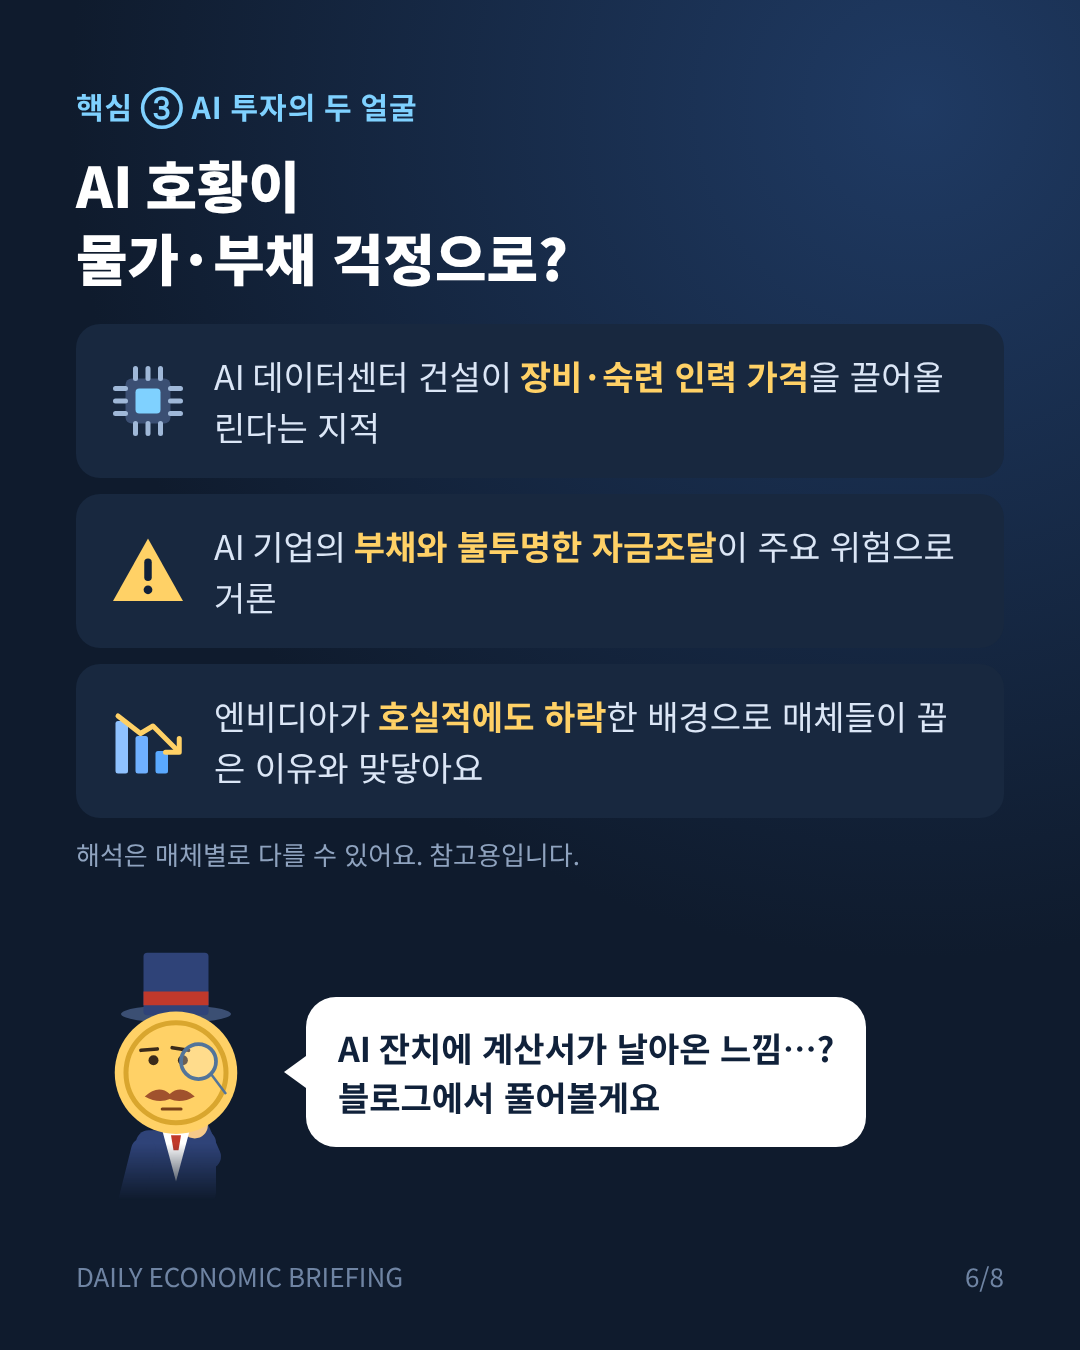 핵심 ③ AI 투자의 두 얼굴
AI 호황이
물가·부채 걱정으로?
AI 데이터센터 건설이 장비·숙련 인력 가격을 끌어올
린다는 지적
AI 기업의 부채와 불투명한 자금조달이 주요 위험으로
거론
엔비디아가 호실적에도 하락한 배경으로 매체들이 꼽
은 이유와 맞닿아요
해석은 매체별로 다를 수 있어요. 참고용입니다.
AI 잔치에 계산서가 날아온 느낌…?
블로그에서 풀어볼게요
DAILY ECONOMIC BRIEFING
6/8